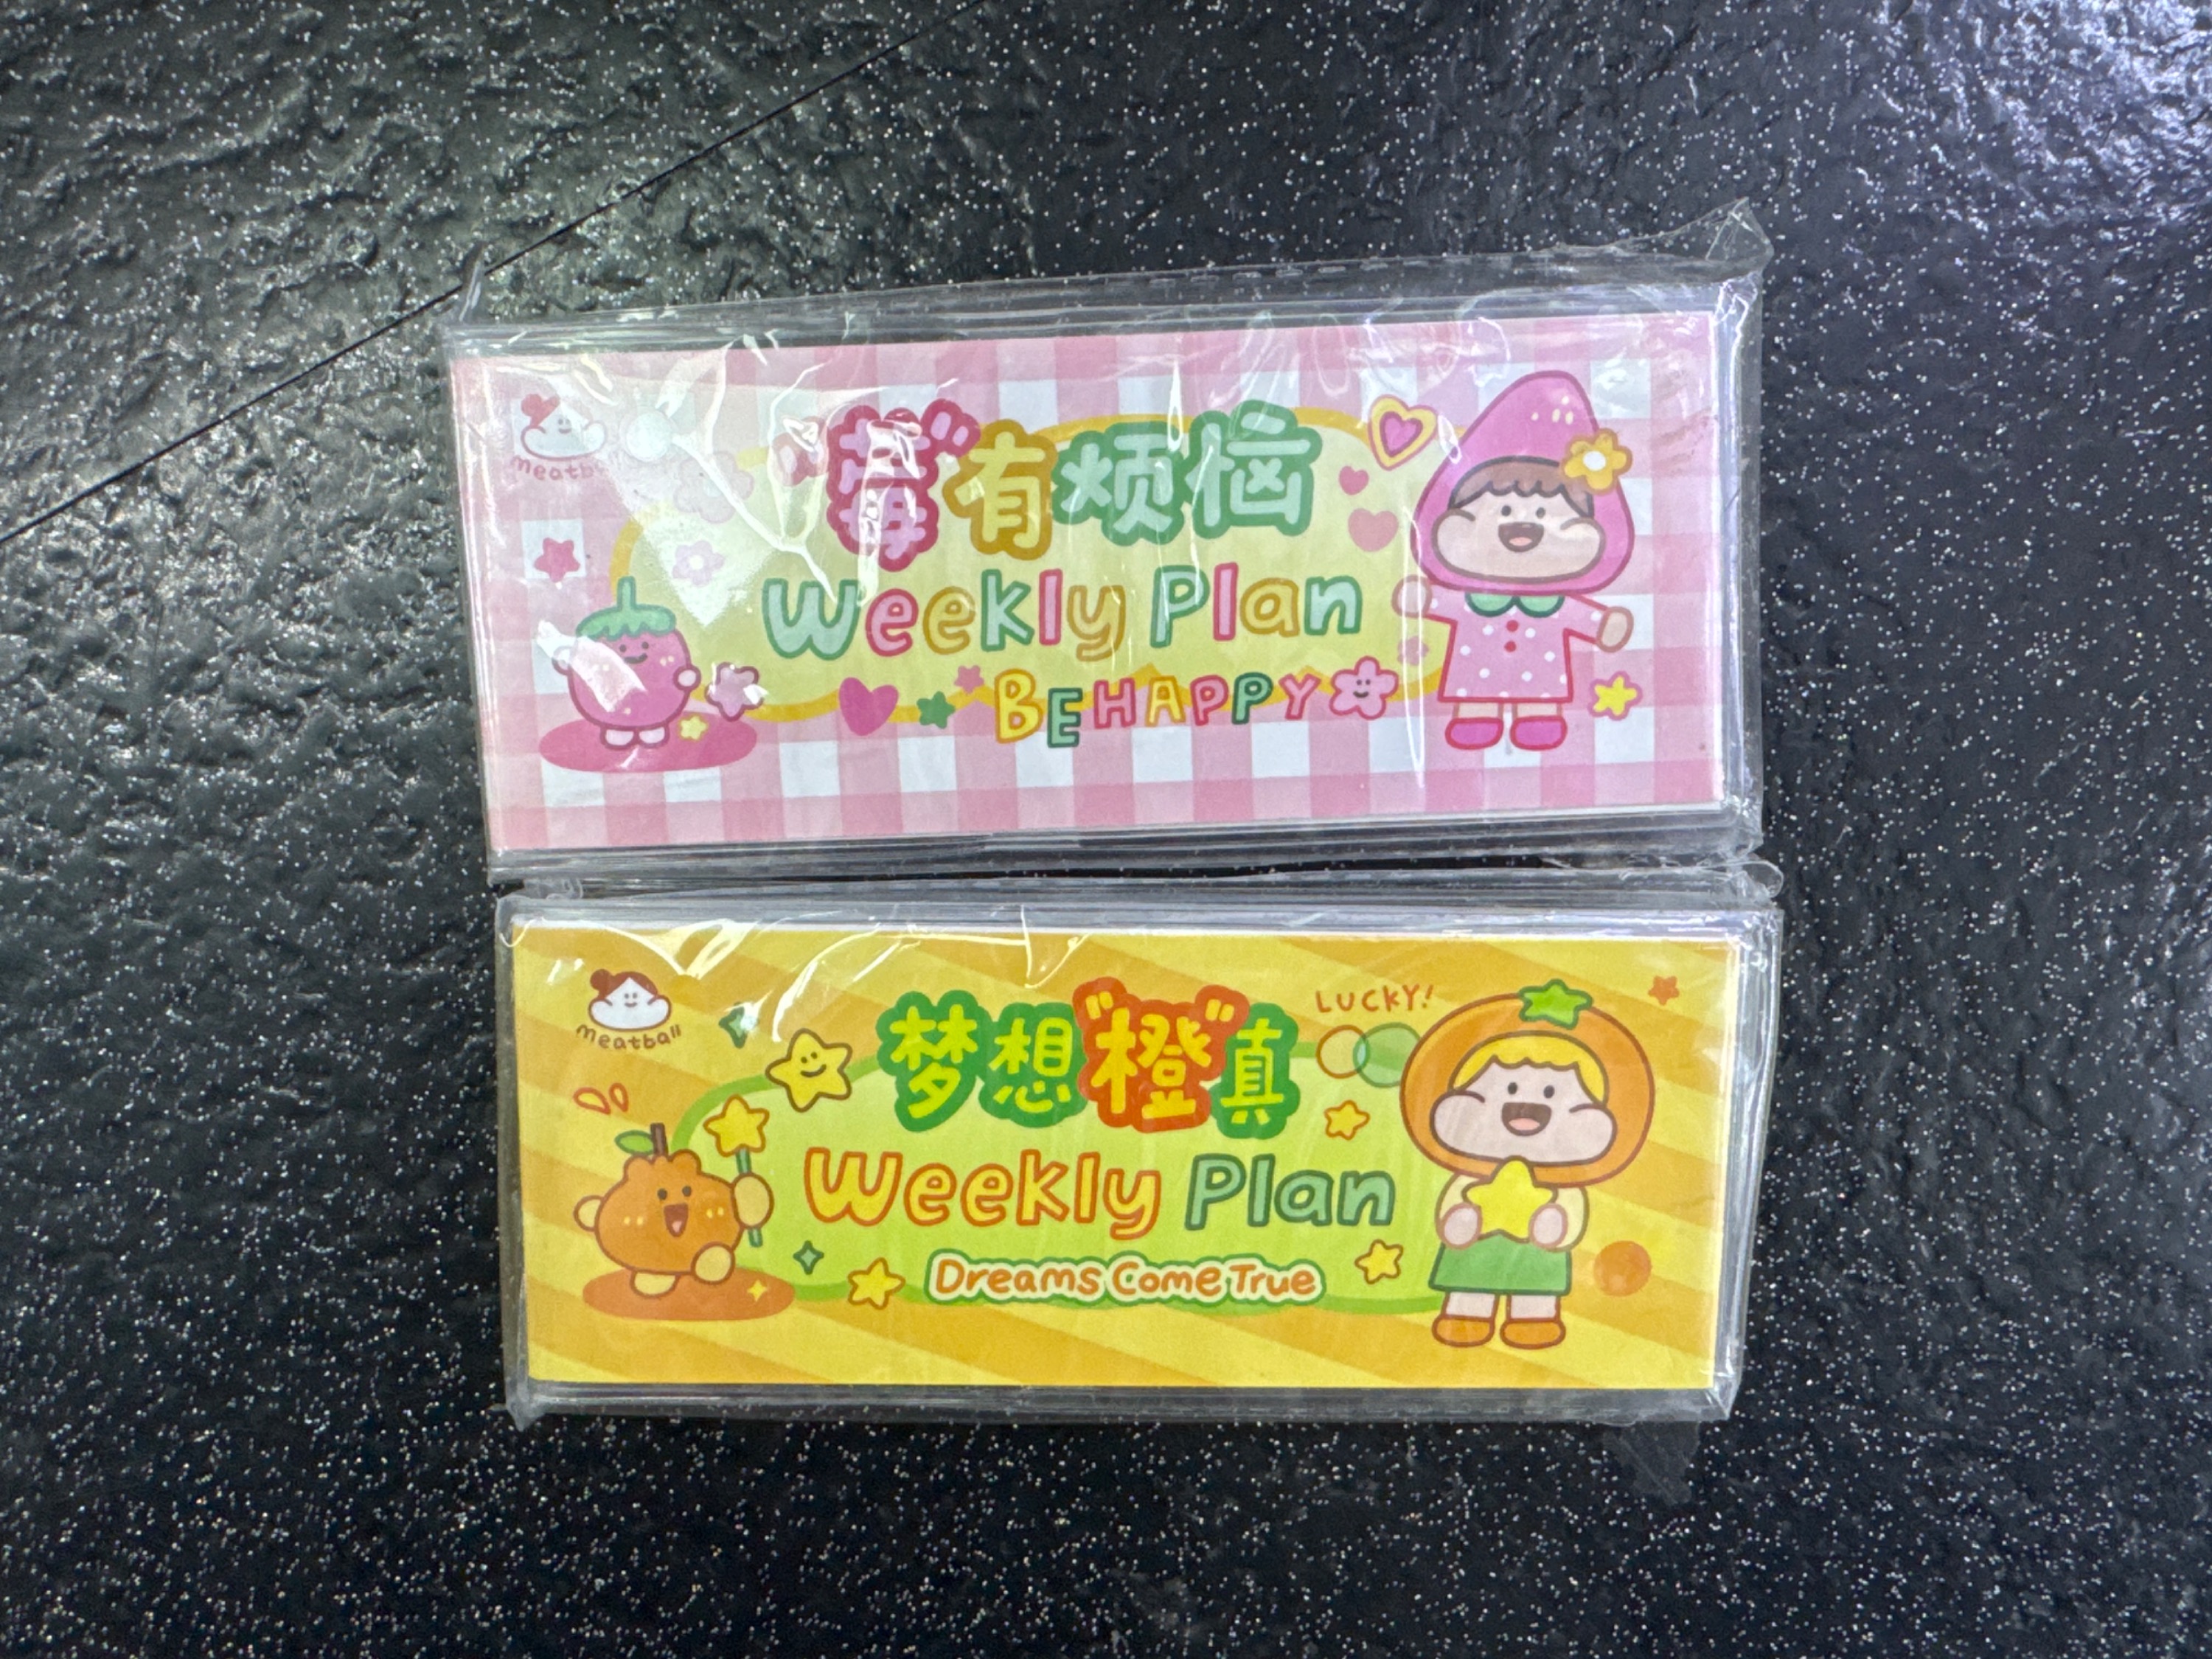 meatball
"莓"有烦恼
Weekly Plan
BE HAPPY
meatball
梦想"橙"真
LUCKY!
Weekly Plan
Dreams Come True